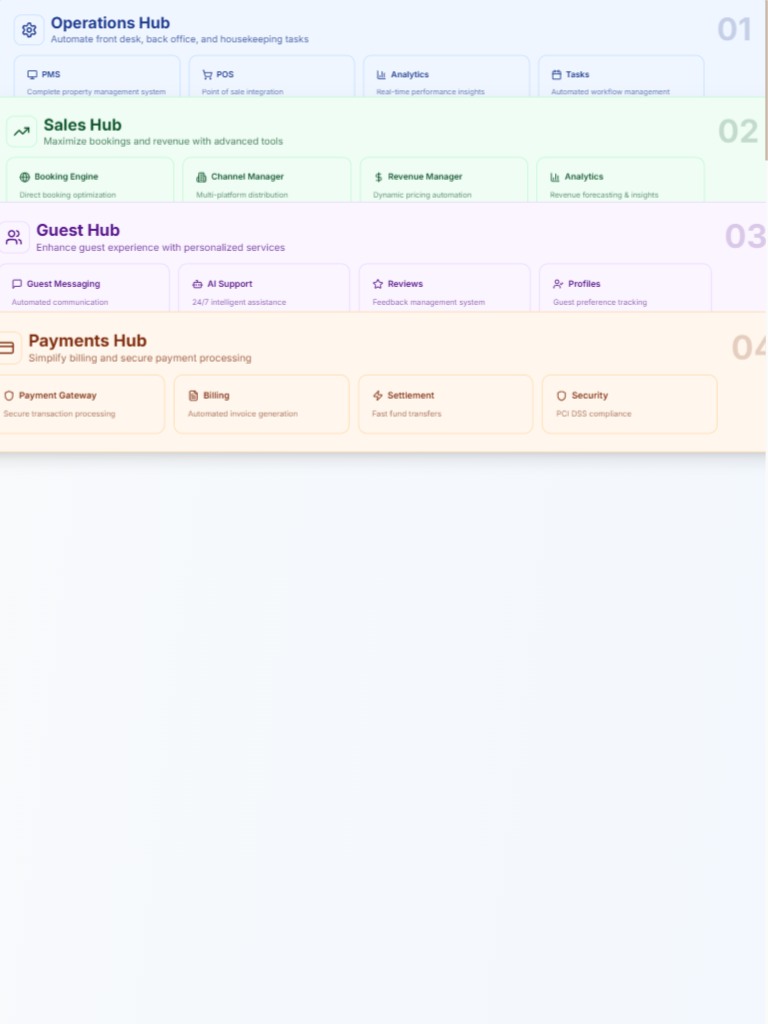 Operations Hub
01
Automate front desk, back office, and housekeeping tasks
PMS
POS
Analytics
Tasks
Complete property management system
Point of sale integration
Real-time performance insights
Automated workflow management
Sales Hub
02
Maximize bookings and revenue with advanced tools
Booking Engine
Channel Manager
Revenue Manager
Analytics
Direct booking optimization
Multi-platform distribution
Dynamic pricing automation
Revenue forecasting & insights
Guest Hub
03
Enhance guest experience with personalized services
Guest Messaging
AI Support
Reviews
Profiles
Automated communication
24/7 intelligent assistance
Feedback management system
Guest preference tracking
Payments Hub
04
Simplify billing and secure payment processing
Payment Gateway
Billing
Settlement
Security
Secure transaction processing
Automated invoice generation
Fast fund transfers
PCI DSS compliance